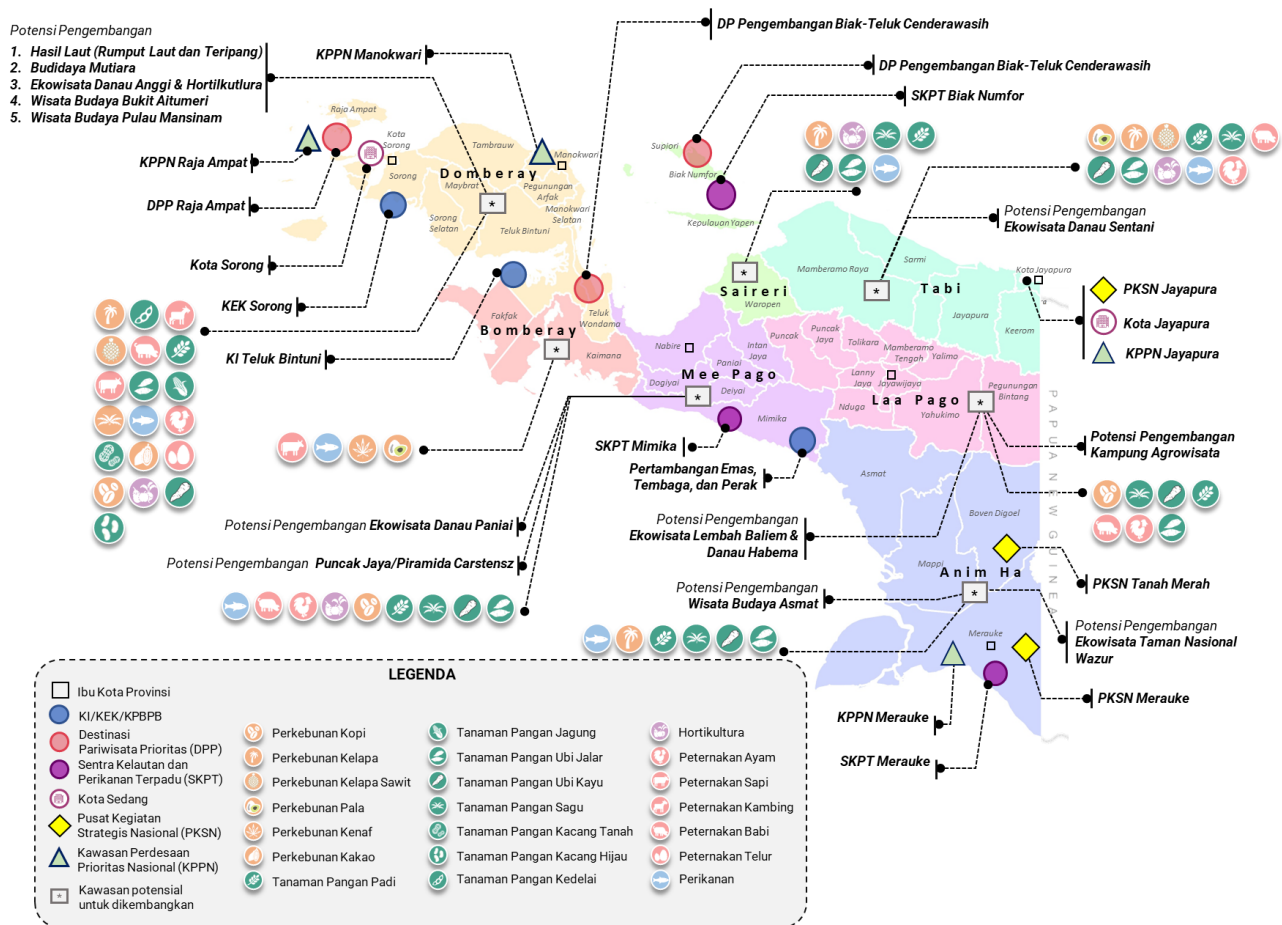 Potensi Pengembangan
1. Hasil Laut (Rumput Laut dan Teripang)
2. Budidaya Mutiara
3. Ekowisata Danau Anggi & Hortilkutlura
4. Wisata Budaya Bukit Aitumeri
5. Wisata Budaya Pulau Mansinam
KPPN Manokwari
DP Pengembangan Biak-Teluk Cenderawasih
DP Pengembangan Biak-Teluk Cenderawasih
SKPT Biak Numfor
KPPN Raja Ampat
DPP Raja Ampat
Kota Sorong
KEK Sorong
KI Teluk Bintuni
Raja Ampat
Kota
Sorong
Sorong
Tambrauw
Manokwari
Domberay
Maybrat
Pegunungan
Arfak
Manokwari
Selatan
Sorong
Selatan
Teluk Bintuni
Supiori
Biak Numfor
Kepulauan Yapen
Saireri
Waropen
Mamberamo Raya
Sarmi
Tabi
Kota Jayapura
Jayapura
Keerom
Potensi Pengembangan
Ekowisata Danau Sentani
PKSN Jayapura
Kota Jayapura
KPPN Jayapura
Fakfak
Bomberay
Kaimana
Teluk
Wondama
Nabire
Intan
Jaya
Paniai
Mee Pago
Dogiyai
Deiyai
Mimika
Puncak
Puncak
Jaya
Tolikara
Mamberamo
Tengah
Yalimo
Lanny
Jaya
Jayawijaya
Nduga
Laa Pago
Yahukimo
Pegunungan
Bintang
PAPUA NEW GUINEA
SKPT Mimika
Pertambangan Emas,
Tembaga, dan Perak
Potensi Pengembangan
Kampung Agrowisata
Potensi Pengembangan Ekowisata Danau Paniai
Potensi Pengembangan Puncak Jaya/Piramida Carstensz
Potensi Pengembangan
Ekowisata Lembah Baliem &
Danau Habema
Asmat
Boven Digoel
Mappi
Anim Ha
Merauke
PKSN Tanah Merah
Potensi Pengembangan
Wisata Budaya Asmat
Potensi Pengembangan
Ekowisata Taman Nasional
Wazur
PKSN Merauke
KPPN Merauke
SKPT Merauke
LEGENDA
Ibu Kota Provinsi
KI/KEK/KPBPB
Destinasi
Pariwisata Prioritas (DPP)
Sentra Kelautan dan
Perikanan Terpadu (SKPT)
Kota Sedang
Pusat Kegiatan
Strategis Nasional (PKSN)
Kawasan Perdesaan
Prioritas Nasional (KPPN)
* Kawasan potensial
untuk dikembangkan
Perkebunan Kopi
Perkebunan Kelapa
Perkebunan Kelapa Sawit
Perkebunan Pala
Perkebunan Kenaf
Perkebunan Kakao
Tanaman Pangan Padi
Tanaman Pangan Jagung
Tanaman Pangan Ubi Jalar
Tanaman Pangan Ubi Kayu
Tanaman Pangan Sagu
Tanaman Pangan Kacang Tanah
Tanaman Pangan Kacang Hijau
Tanaman Pangan Kedelai
Hortikultura
Peternakan Ayam
Peternakan Sapi
Peternakan Kambing
Peternakan Babi
Peternakan Telur
Perikanan